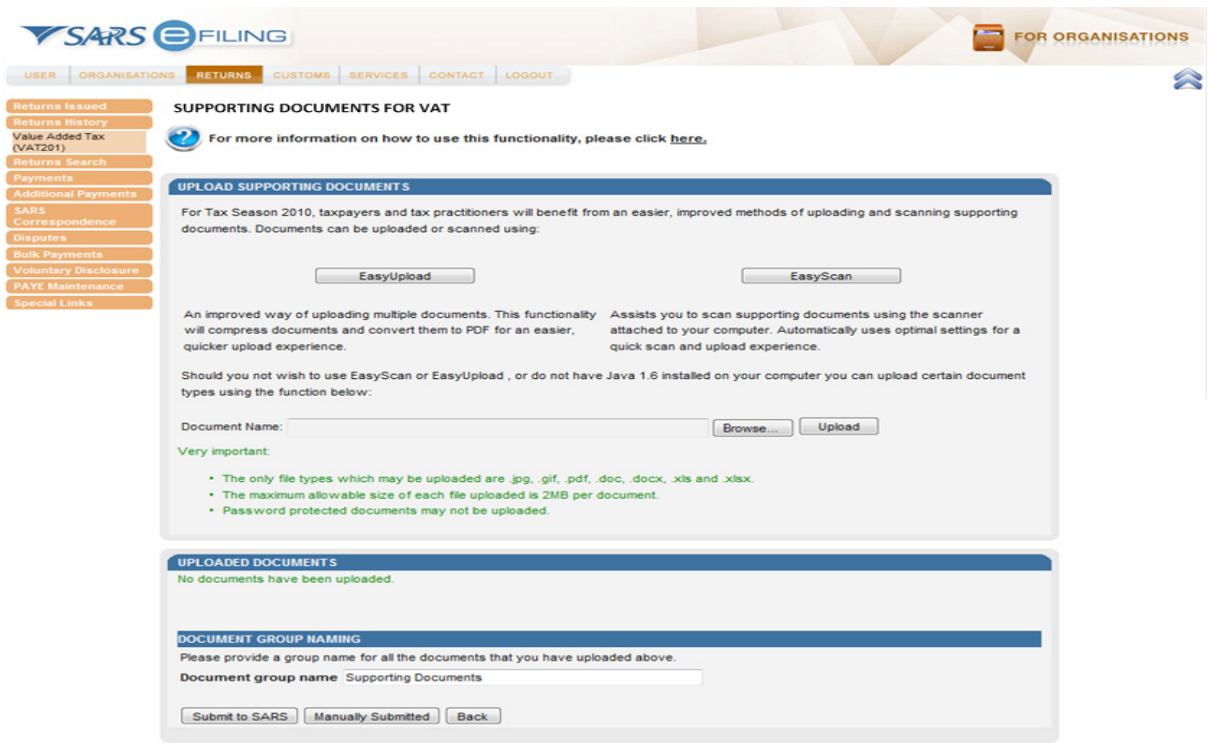 SARS eFILING
FOR ORGANISATIONS
USER ORGANISATIONS RETURNS CUSTOMS SERVICES CONTACT LOGOUT
Returns Issued
Returns History
Value Added Tax
(VAT201)
Returns Search
Payments
Additional Payments
SARS
Correspondence
Disputes
Bulk Payments
Voluntary Disclosure
PAYE Maintenance
Special Links
SUPPORTING DOCUMENTS FOR VAT
For more information on how to use this functionality, please click here.
UPLOAD SUPPORTING DOCUMENTS
For Tax Season 2010, taxpayers and tax practitioners will benefit from an easier, improved methods of uploading and scanning supporting
documents. Documents can be uploaded or scanned using:
EasyUpload
An improved way of uploading multiple documents. This functionality
will compress documents and convert them to PDF for an easier,
quicker upload experience.
EasyScan
Assists you to scan supporting documents using the scanner
attached to your computer. Automatically uses optimal settings for a
quick scan and upload experience.
Should you not wish to use EasyScan or EasyUpload , or do not have Java 1.6 installed on your computer you can upload certain document
types using the function below:
Document Name: Browse... Upload
Very important:
• The only file types which may be uploaded are .jpg, .gif, .pdf, .doc, .docx, .xls and .xlsx.
• The maximum allowable size of each file uploaded is 2MB per document.
• Password protected documents may not be uploaded.
UPLOADED DOCUMENTS
No documents have been uploaded.
DOCUMENT GROUP NAMING
Please provide a group name for all the documents that you have uploaded above.
Document group name Supporting Documents
Submit to SARS Manually Submitted Back